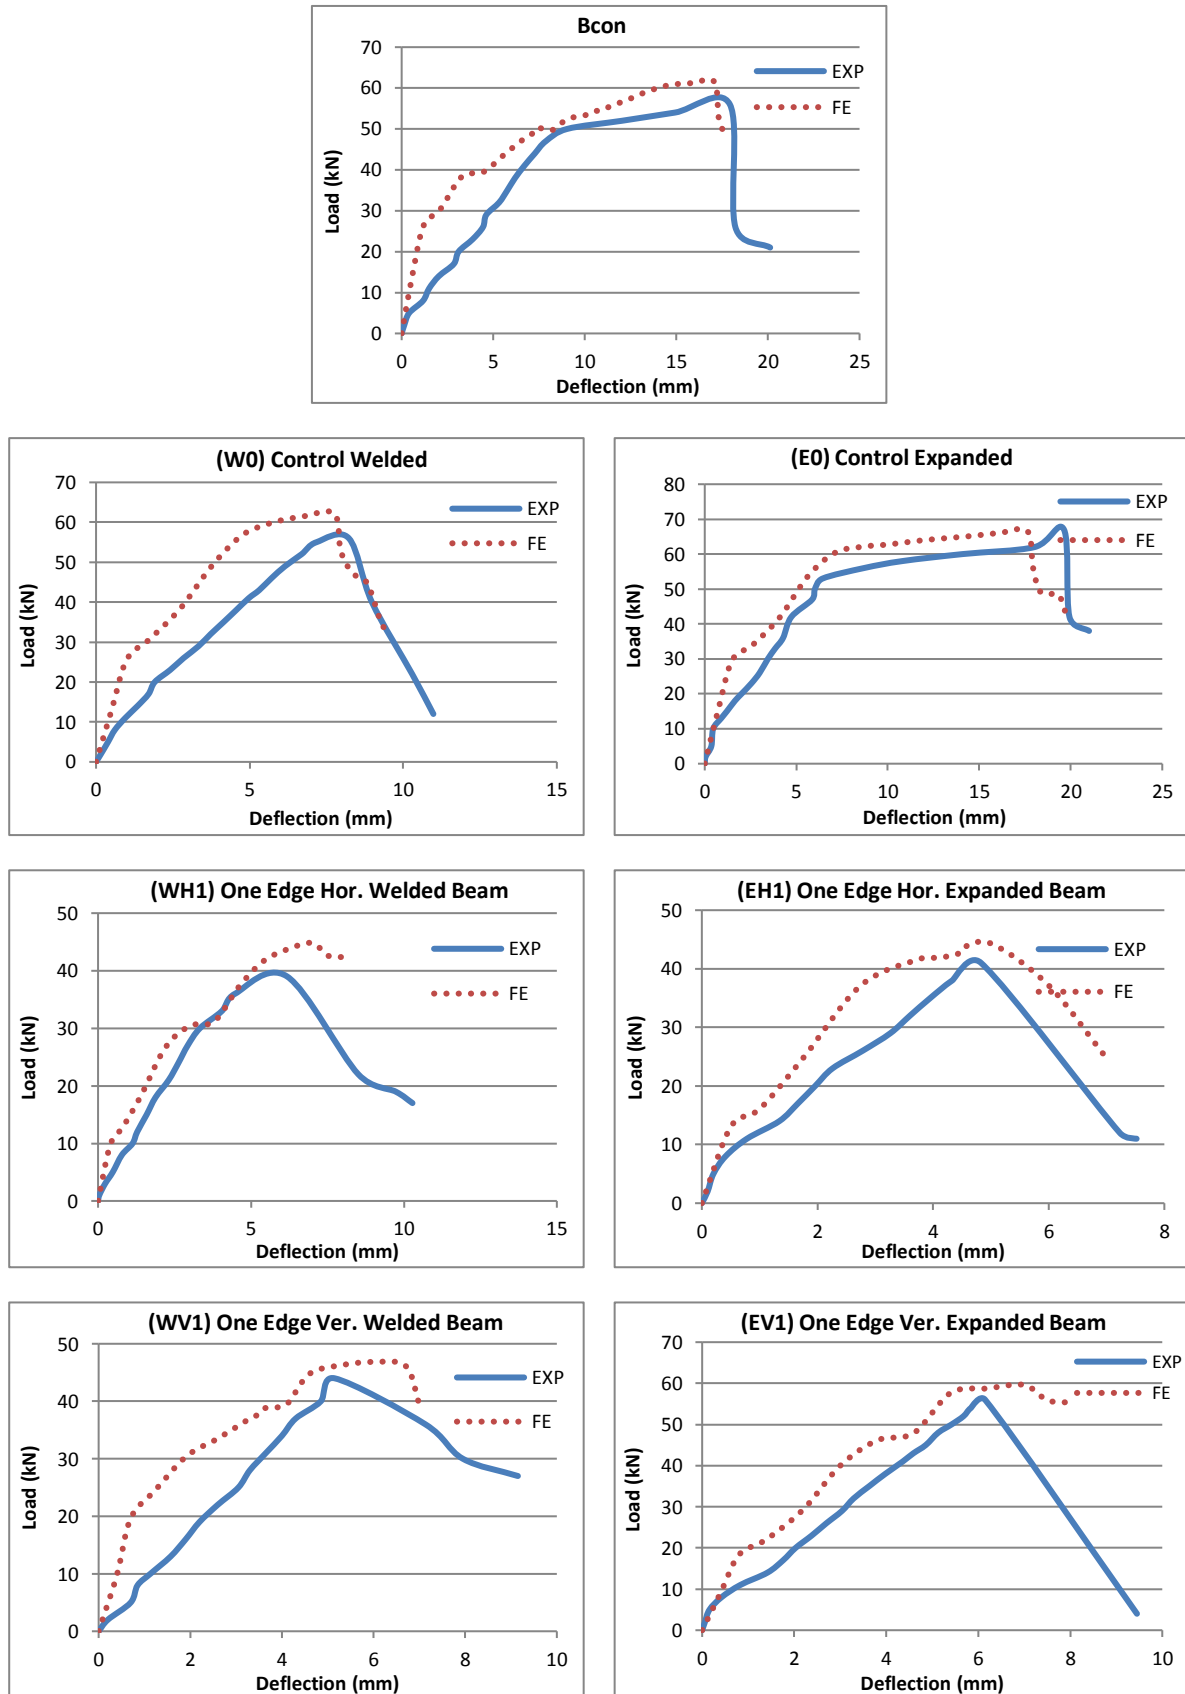 Bcon
70
60
50
40
30
20
10
0
Load (kN)
EXP
FE
0 5 10 15 20 25
Deflection (mm)
(W0) Control Welded
70
60
50
40
30
20
10
0
Load (kN)
EXP
FE
0 5 10 15
Deflection (mm)
(E0) Control Expanded
80
70
60
50
40
30
20
10
0
Load (kN)
EXP
FE
0 5 10 15 20 25
Deflection (mm)
(WH1) One Edge Hor. Welded Beam
50
40
30
20
10
0
Load (kN)
EXP
FE
0 5 10 15
Deflection (mm)
(EH1) One Edge Hor. Expanded Beam
50
40
30
20
10
0
Load (kN)
EXP
FE
0 2 4 6 8
Deflection (mm)
(WV1) One Edge Ver. Welded Beam
50
40
30
20
10
0
Load (kN)
EXP
FE
0 2 4 6 8 10
Deflection (mm)
(EV1) One Edge Ver. Expanded Beam
70
60
50
40
30
20
10
0
Load (kN)
EXP
FE
0 2 4 6 8 10
Deflection (mm)